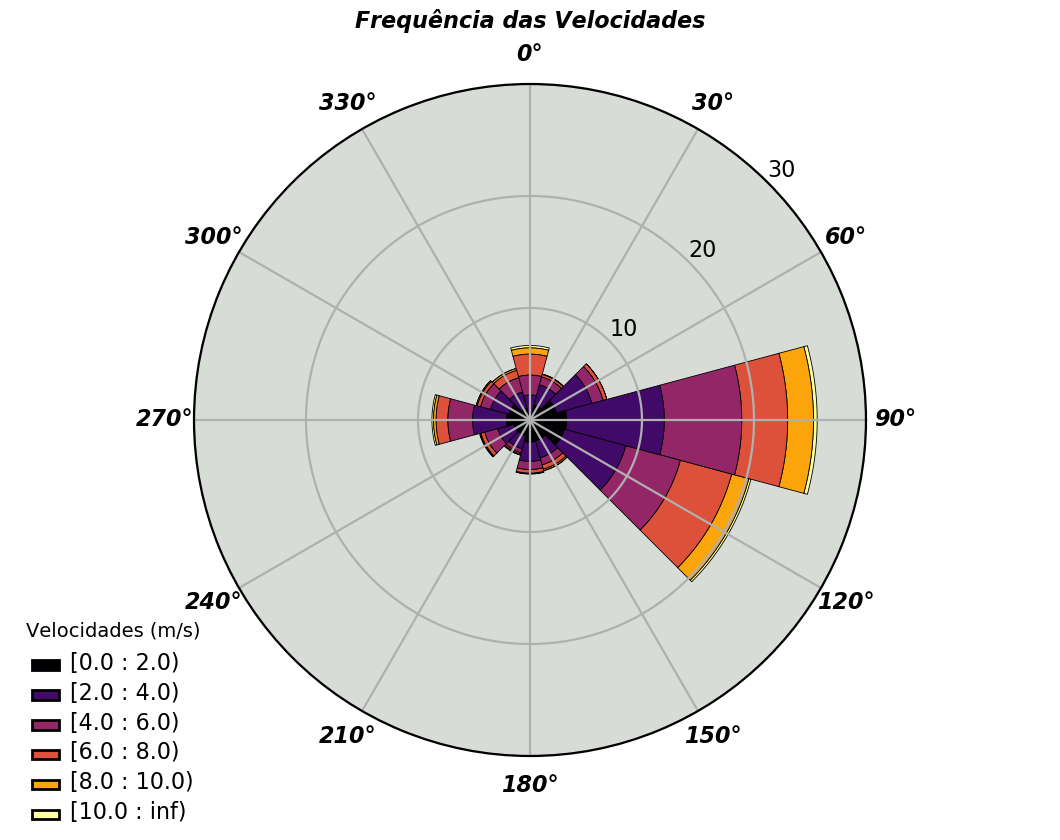 Frequência das Velocidades
0°
330°
30°
30
300°
60°
20
10
270°
90°
240°
120°
Velocidades (m/s)
[0.0 : 2.0)
[2.0 : 4.0)
[4.0 : 6.0)
210°
150°
[6.0 : 8.0)
[8.0 : 10.0)
180°
[10.0 : inf)